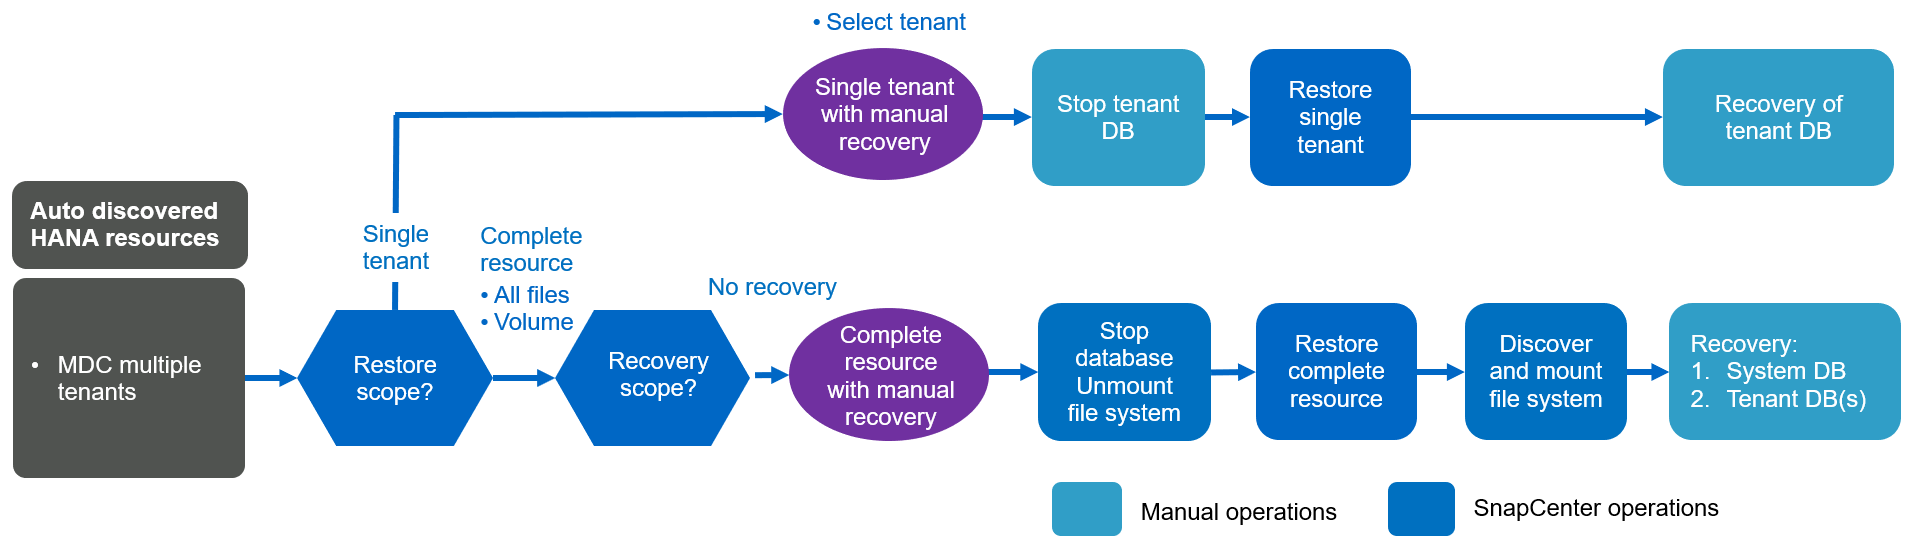 • Select tenant
Single tenant
with manual
recovery
Stop tenant
DB
Restore
single
tenant
Recovery of
tenant DB
Auto discovered
HANA resources
• MDC multiple
tenants
Single
tenant
Restore
scope?
Complete
resource
• All files
• Volume
Recovery
scope?
No recovery
Complete
resource
with manual
recovery
Stop
database
Unmount
file system
Restore
complete
resource
Discover
and mount
file system
Recovery:
1. System DB
2. Tenant DB(s)
Manual operations
SnapCenter operations